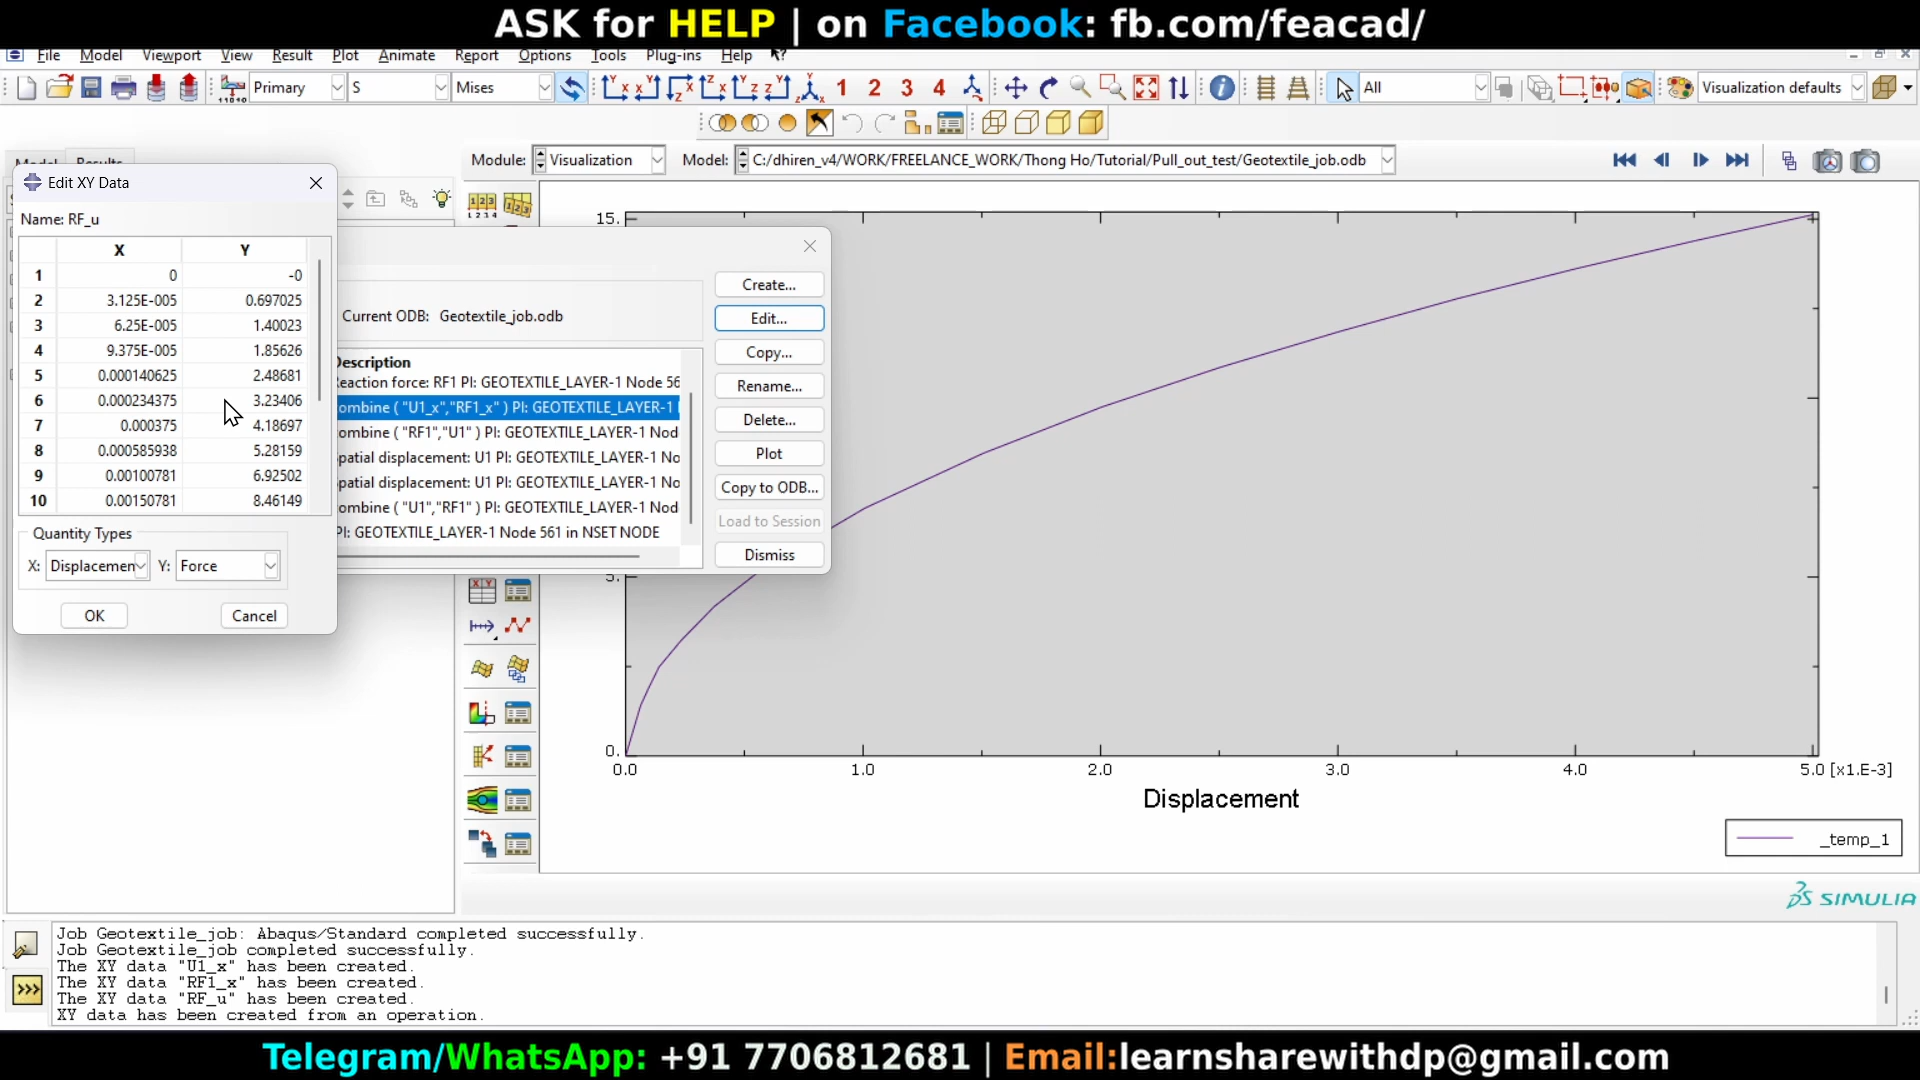 ASK for HELP | on Facebook: fb.com/feacad/
File Model Viewport View Result Plot Animate Report Options Tools Plug-ins Help
Primary S Mises 1 2 3 4 All Visualization defaults
Module: Visualization Model: C:/dhiren_v4/WORK/FREELANCE_WORK/Thong Ho/Tutorial/Pull_out_test/Geotextile_job.odb
Model Results
Edit XY Data
Name: RF_u
X Y
1 0 -0
2 3.125E-005 0.697025
3 6.25E-005 1.40023
4 9.375E-005 1.85626
5 0.000140625 2.48681
6 0.000234375 3.23406
7 0.000375 4.18697
8 0.000585938 5.28159
9 0.00100781 6.92502
10 0.00150781 8.46149
Quantity Types
X: Displacemen Y: Force
OK Cancel
Current ODB: Geotextile_job.odb
Description
eaction force: RF1 PI: GEOTEXTILE_LAYER-1 Node 56
ombine ( "U1_x","RF1_x" ) PI: GEOTEXTILE_LAYER-1
ombine ( "RF1","U1" ) PI: GEOTEXTILE_LAYER-1 Nod
patial displacement: U1 PI: GEOTEXTILE_LAYER-1 No
patial displacement: U1 PI: GEOTEXTILE_LAYER-1 No
ombine ( "U1","RF1" ) PI: GEOTEXTILE_LAYER-1 Nod
PI: GEOTEXTILE_LAYER-1 Node 561 in NSET NODE
Create...
Edit...
Copy...
Rename...
Delete...
Plot
Copy to ODB...
Load to Session
Dismiss
15.
5.
0.
0.0 1.0 2.0 3.0 4.0 5.0 [x1.E-3]
Displacement
_temp_1
SIMULIA
Job Geotextile_job: Abaqus/Standard completed successfully.
Job Geotextile_job completed successfully.
The XY data "U1_x" has been created.
The XY data "RF1_x" has been created.
The XY data "RF_u" has been created.
XY data has been created from an operation.
Telegram/WhatsApp: +91 7706812681 | Email:learnsharewithdp@gmail.com